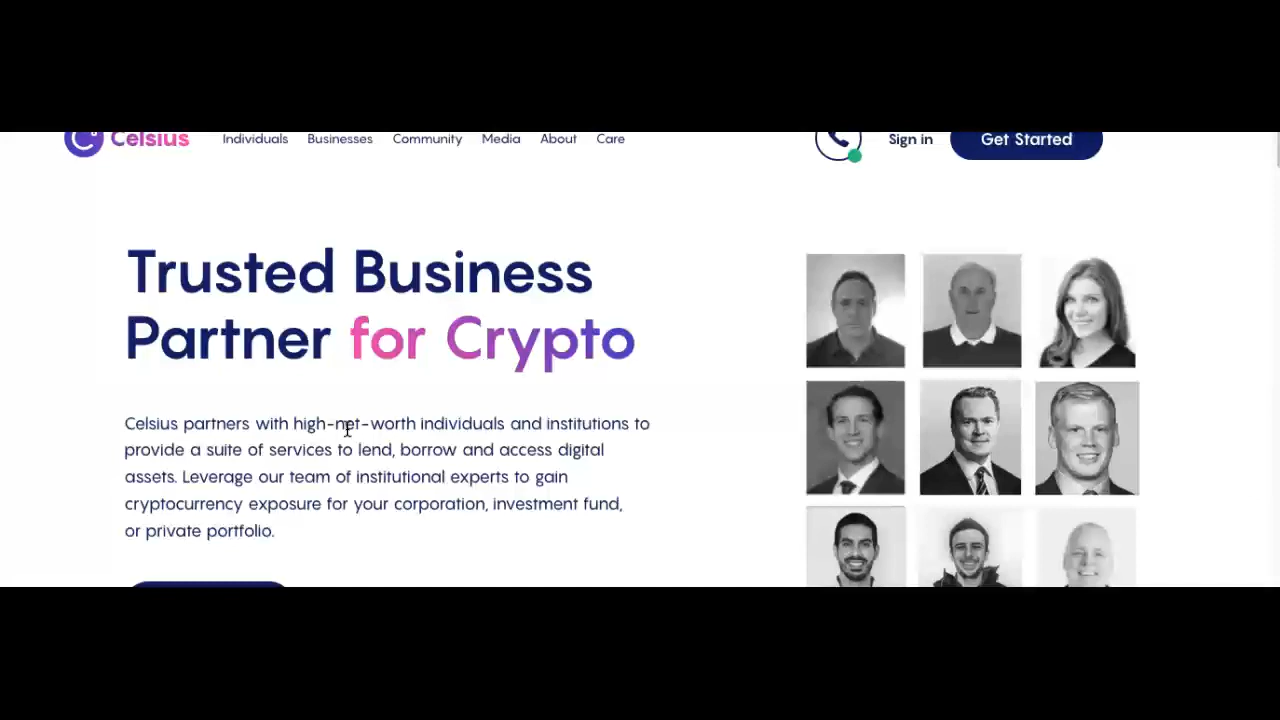 Celsius
Individuals
Businesses
Community
Media
About
Care
Sign in
Get Started
Trusted Business
Partner for Crypto
Celsius partners with high-net-worth individuals and institutions to
provide a suite of services to lend, borrow and access digital
assets. Leverage our team of institutional experts to gain
cryptocurrency exposure for your corporation, investment fund,
or private portfolio.